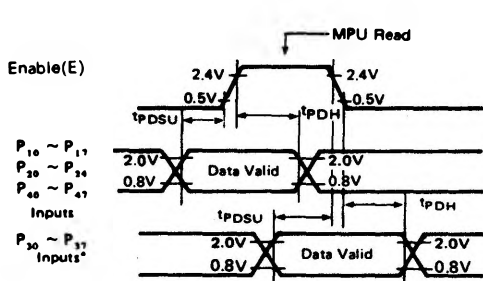 MPU Read
Enable(E)
2.4V 2.4V
0.5V 0.5V
tPDSU tPDH
P10 ~ P17
P20 ~ P24
P40 ~ P47
Inputs
2.0V Data Valid 2.0V
0.8V 0.8V
tPDSU tPDH
P30 ~ P37
Inputs*
2.0V Data Valid 2.0V
0.8V 0.8V